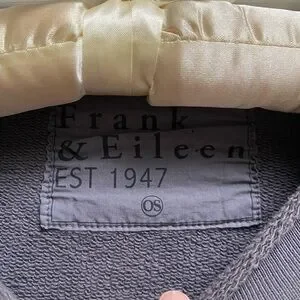 Frank
& Eileen
EST 1947
OS